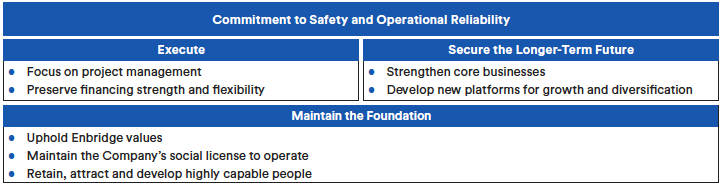 Commitment to Safety and Operational Reliability
Execute
• Focus on project management
• Preserve financing strength and flexibility
Secure the Longer-Term Future
• Strengthen core businesses
• Develop new platforms for growth and diversification
Maintain the Foundation
• Uphold Enbridge values
• Maintain the Company’s social license to operate
• Retain, attract and develop highly capable people